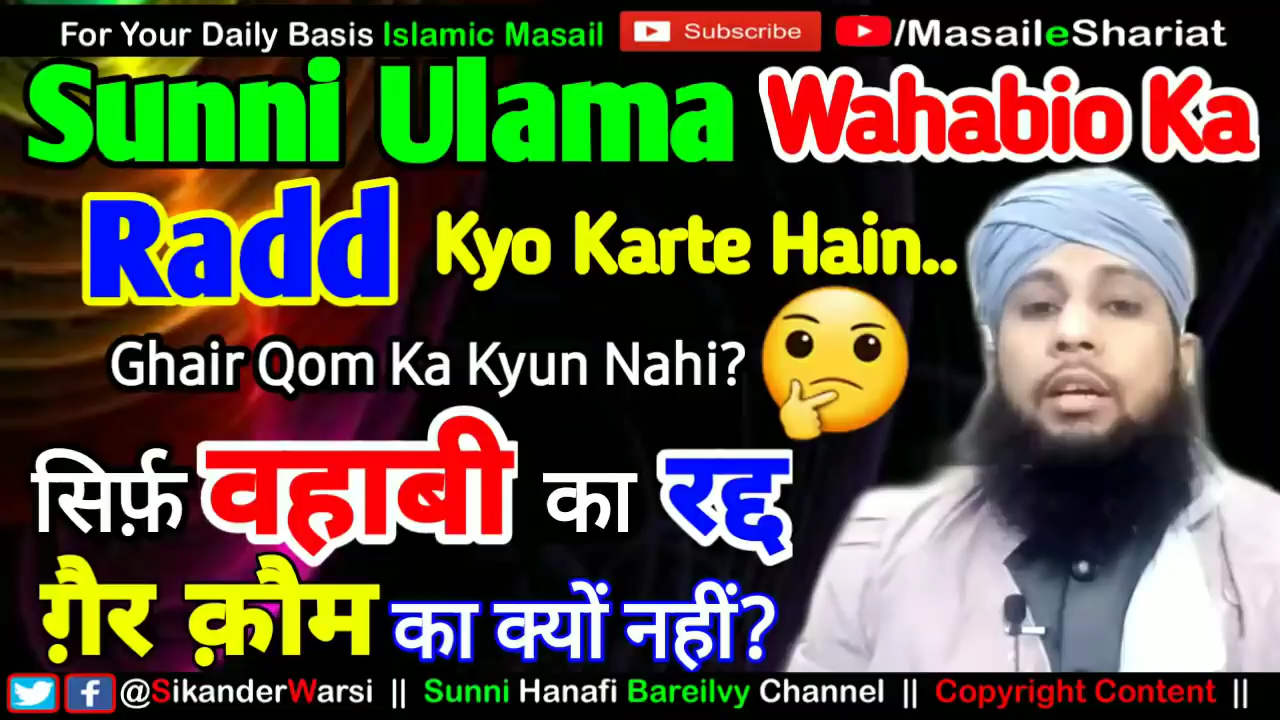 For Your Daily Basis Islamic Masail Subscribe /MasaileShariat
Sunni Ulama Wahabio Ka
Radd Kyo Karte Hain..
Ghair Qom Ka Kyun Nahi?
सिर्फ़ वहाबी का रद्द
ग़ैर क़ौम का क्यों नहीं?
@SikanderWarsi || Sunni Hanafi Bareilvy Channel || Copyright Content ||